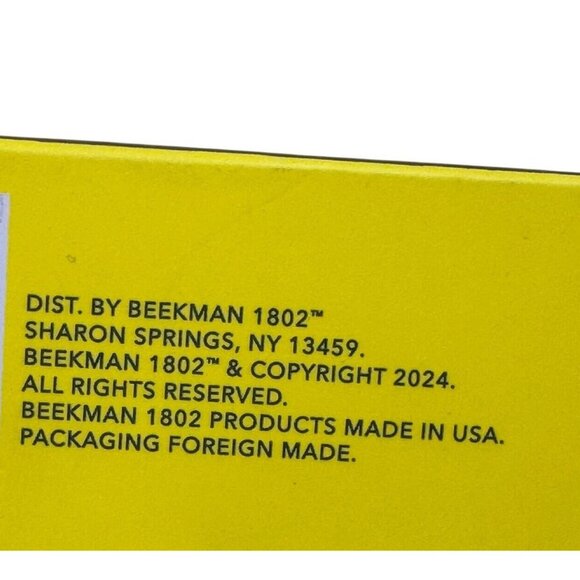 DIST. BY BEEKMAN 1802™
SHARON SPRINGS, NY 13459.
BEEKMAN 1802™ & COPYRIGHT 2024.
ALL RIGHTS RESERVED.
BEEKMAN 1802 PRODUCTS MADE IN USA.
PACKAGING FOREIGN MADE.